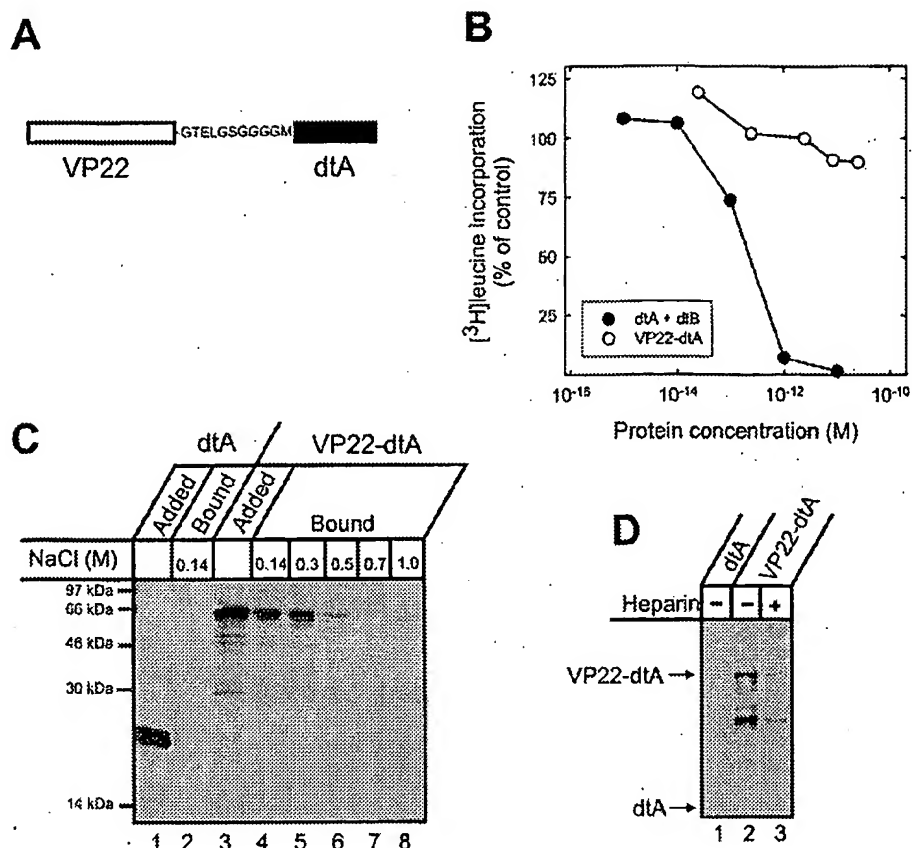 A
GTELGSGGGGM
VP22
dtA
B
[³H]leucine incorporation
(% of control)
125
100
75
50
25
dtA + dtB
VP22-dtA
10⁻¹⁶
10⁻¹⁴
10⁻¹²
10⁻¹⁰
Protein concentration (M)
C
dtA
VP22-dtA
Added
Bound
Added
Bound
NaCl (M)
0.14
0.14
0.3
0.5
0.7
1.0
97 kDa
66 kDa
46 kDa
30 kDa
14 kDa
1 2 3 4 5 6 7 8
D
dtA
VP22-dtA
Heparin
− − +
VP22-dtA
dtA
1 2 3